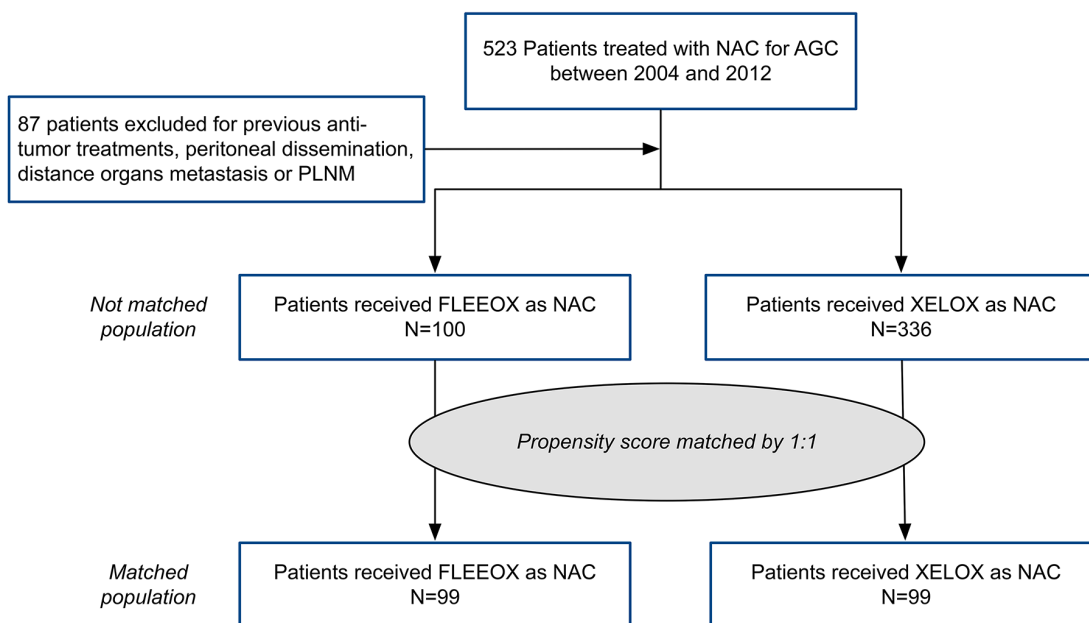 523 Patients treated with NAC for AGC
between 2004 and 2012
87 patients excluded for previous anti-
tumor treatments, peritoneal dissemination,
distance organs metastasis or PLNM
Not matched
population
Patients received FLEEOX as NAC
N=100
Patients received XELOX as NAC
N=336
Propensity score matched by 1:1
Matched
population
Patients received FLEEOX as NAC
N=99
Patients received XELOX as NAC
N=99